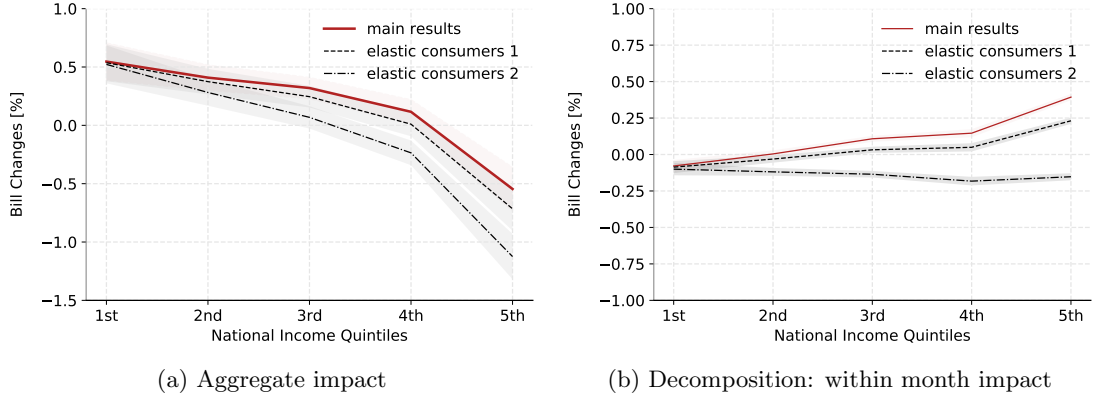 1.0
0.5
0.0
−0.5
−1.0
−1.5
Bill Changes [%]
main results
elastic consumers 1
elastic consumers 2
1st 2nd 3rd 4th 5th
National Income Quintiles
(a) Aggregate impact
1.00
0.75
0.50
0.25
0.00
−0.25
−0.50
−0.75
−1.00
Bill Changes [%]
main results
elastic consumers 1
elastic consumers 2
1st 2nd 3rd 4th 5th
National Income Quintiles
(b) Decomposition: within month impact